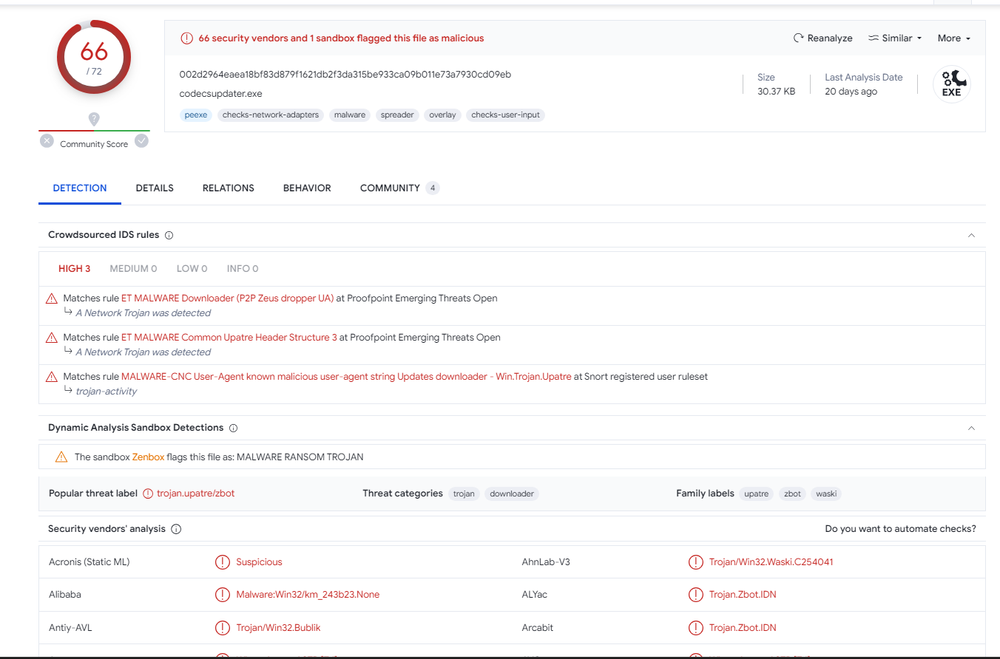 66
/ 72
Community Score
66 security vendors and 1 sandbox flagged this file as malicious
Reanalyze
Similar
More
002d2964eaea18bf83d879f1621db2f3da315be933ca09b011e73a7930cd09eb
codecsupdater.exe
peexe checks-network-adapters malware spreader overlay checks-user-input
Size
30.37 KB
Last Analysis Date
20 days ago
EXE
DETECTION DETAILS RELATIONS BEHAVIOR COMMUNITY 4
Crowdsourced IDS rules
HIGH 3 MEDIUM 0 LOW 0 INFO 0
Matches rule ET MALWARE Downloader (P2P Zeus dropper UA) at Proofpoint Emerging Threats Open
A Network Trojan was detected
Matches rule ET MALWARE Common Upatre Header Structure 3 at Proofpoint Emerging Threats Open
A Network Trojan was detected
Matches rule MALWARE-CNC User-Agent known malicious user-agent string Updates downloader - Win.Trojan.Upatre at Snort registered user ruleset
trojan-activity
Dynamic Analysis Sandbox Detections
The sandbox Zenbox flags this file as: MALWARE RANSOM TROJAN
Popular threat label trojan.upatre/zbot Threat categories trojan downloader Family labels upatre zbot waski
Security vendors' analysis Do you want to automate checks?
Acronis (Static ML) Suspicious AhnLab-V3 Trojan/Win32.Waski.C254041
Alibaba Malware:Win32/km_243b23.None ALYac Trojan.Zbot.IDN
Antiy-AVL Trojan/Win32.Bublik Arcabit Trojan.Zbot.IDN